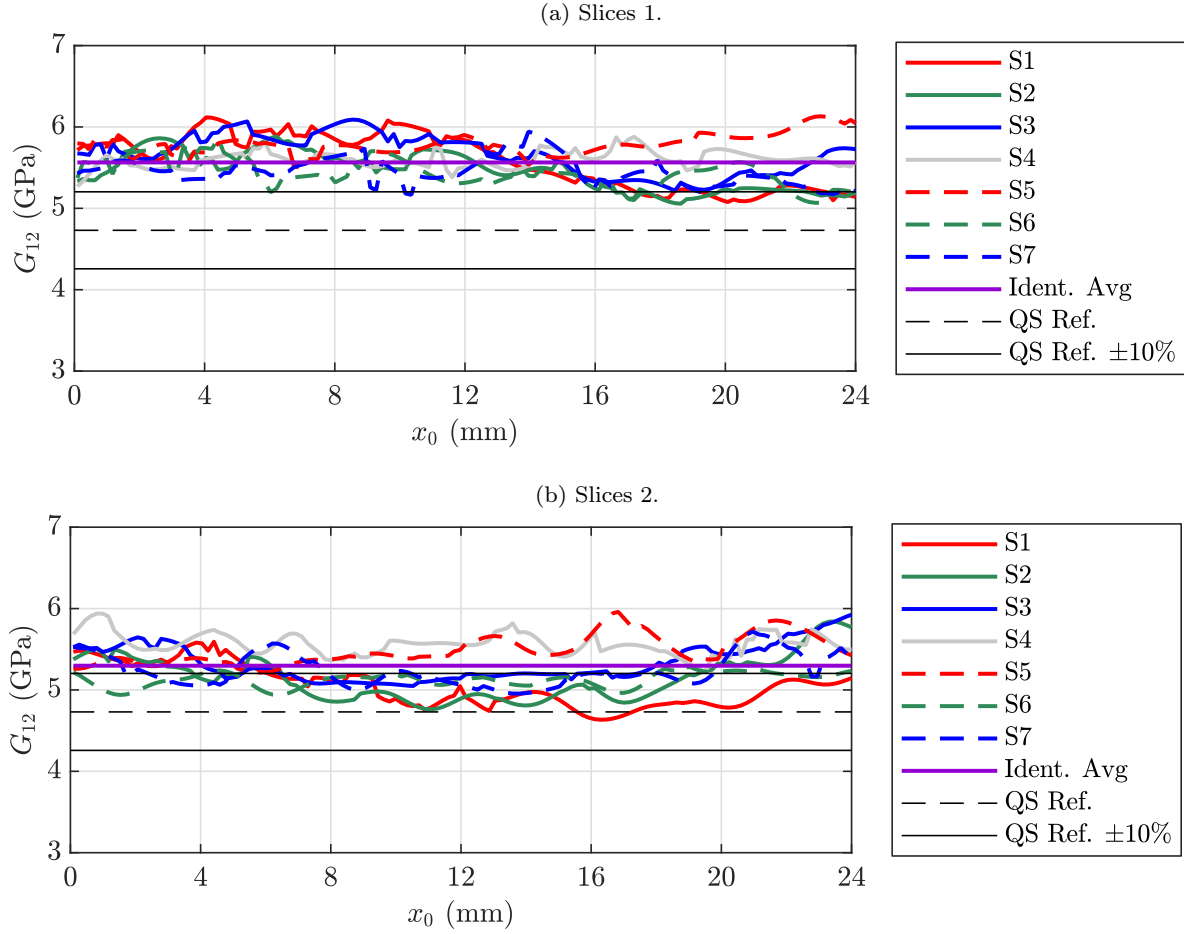 (a) Slices 1.
7
6
5
4
3
G12 (GPa)
0 4 8 12 16 20 24
x0 (mm)
S1
S2
S3
S4
S5
S6
S7
Ident. Avg
QS Ref.
QS Ref. ±10%
(b) Slices 2.
7
6
5
4
3
G12 (GPa)
0 4 8 12 16 20 24
x0 (mm)
S1
S2
S3
S4
S5
S6
S7
Ident. Avg
QS Ref.
QS Ref. ±10%